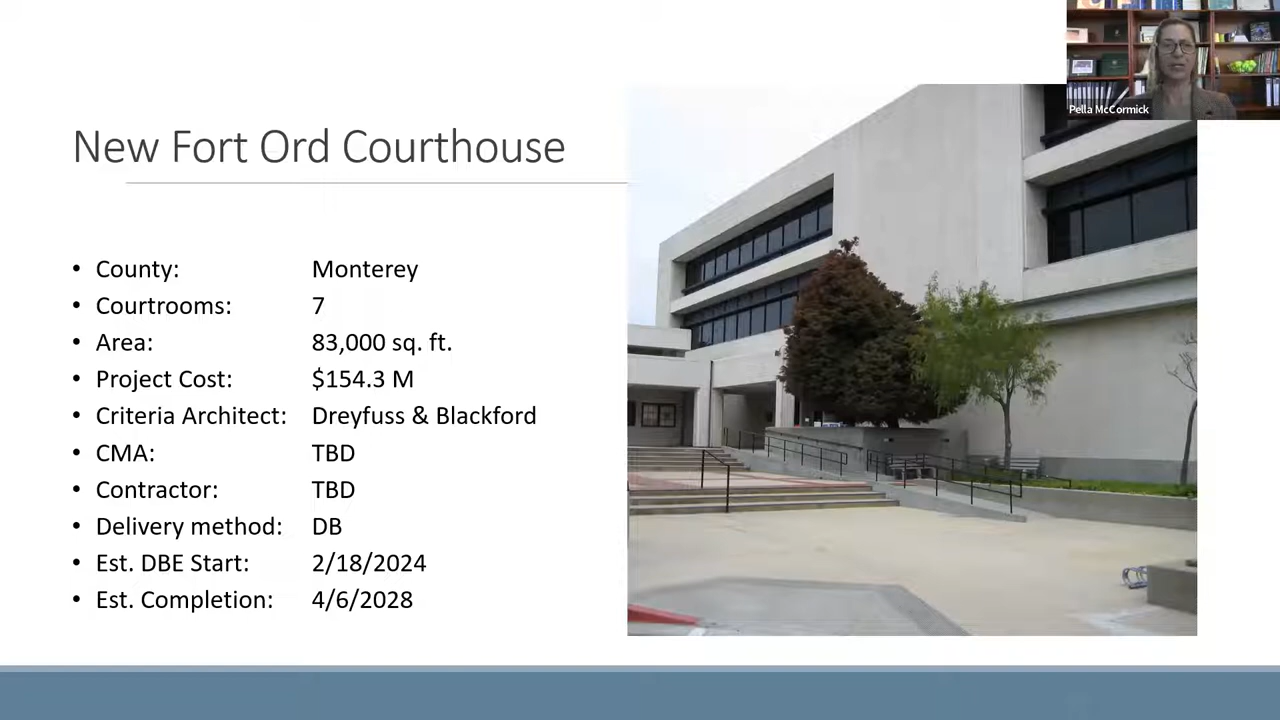 Pella McCormick
New Fort Ord Courthouse
• County: Monterey
• Courtrooms: 7
• Area: 83,000 sq. ft.
• Project Cost: $154.3 M
• Criteria Architect: Dreyfuss & Blackford
• CMA: TBD
• Contractor: TBD
• Delivery method: DB
• Est. DBE Start: 2/18/2024
• Est. Completion: 4/6/2028